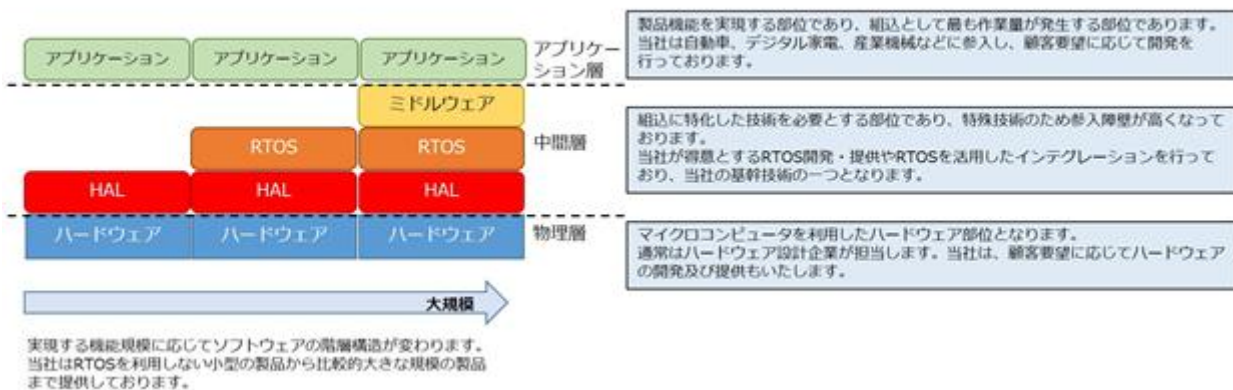 アプリケーション
アプリケーション
アプリケーション
アプリケー
ション層
製品機能を実現する部位であり、組込として最も作業量が発生する部位であります。
当社は自動車、デジタル家電、産業機械などに参入し、顧客要望に応じて開発を
行っております。
ミドルウェア
RTOS
RTOS
中間層
HAL
HAL
HAL
組込に特化した技術を必要とする部位であり、特殊技術のため参入障壁が高くなって
おります。
当社が得意とするRTOS開発・提供やRTOSを活用したインテグレーションを行って
おり、当社の基幹技術の一つとなります。
ハードウェア
ハードウェア
ハードウェア
物理層
マイクロコンピュータを利用したハードウェア部位となります。
通常はハードウェア設計企業が担当します。当社は、顧客要望に応じてハードウェア
の開発及び提供もいたします。
大規模
実現する機能規模に応じてソフトウェアの階層構造が変わります。
当社はRTOSを利用しない小型の製品から比較的大きな規模の製品
まで提供しております。